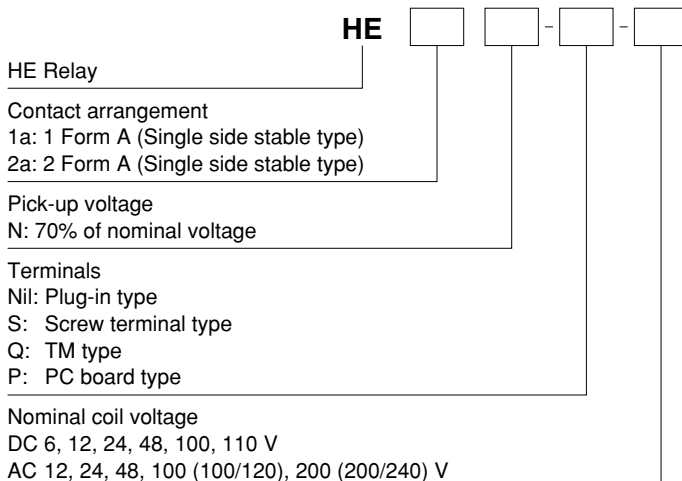 HE - -
HE Relay
Contact arrangement
1a: 1 Form A (Single side stable type)
2a: 2 Form A (Single side stable type)
Pick-up voltage
N: 70% of nominal voltage
Terminals
Nil: Plug-in type
S: Screw terminal type
Q: TM type
P: PC board type
Nominal coil voltage
DC 6, 12, 24, 48, 100, 110 V
AC 12, 24, 48, 100 (100/120), 200 (200/240) V